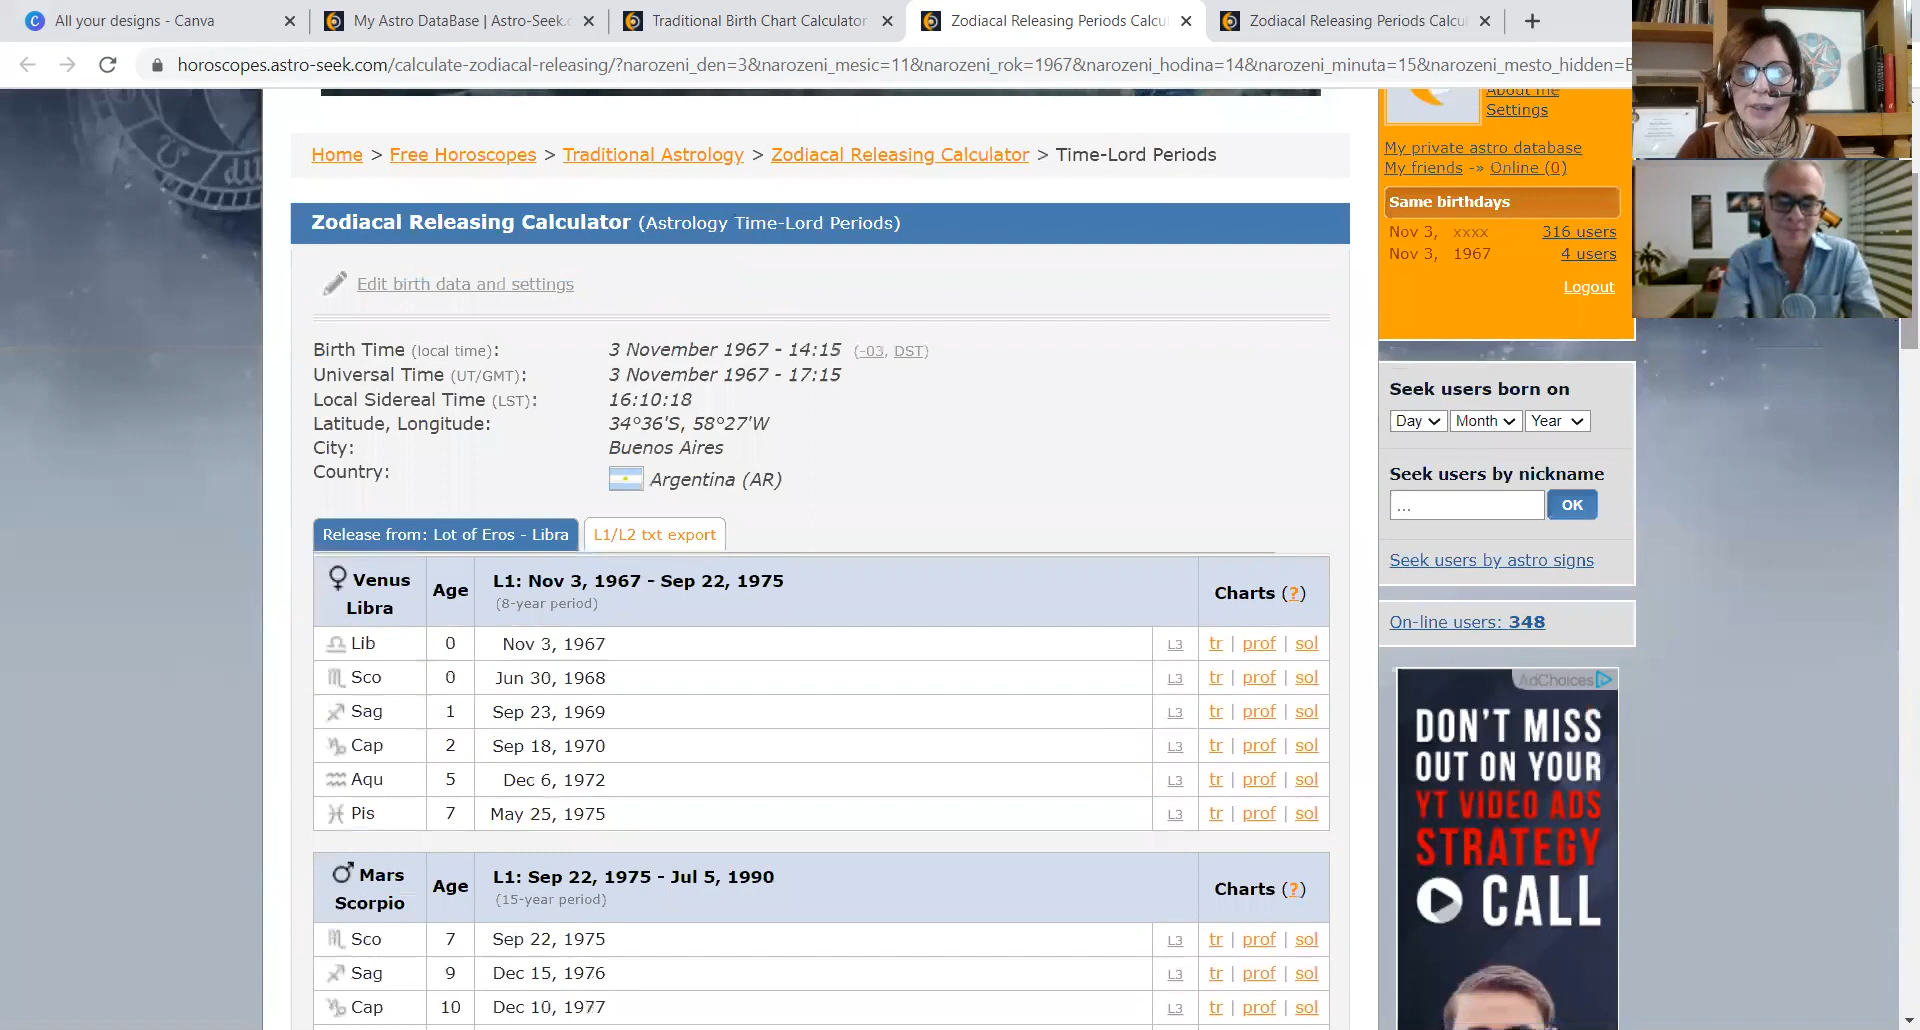 All your designs - Canva
My Astro DataBase | Astro-Seek.c
Traditional Birth Chart Calculator
Zodiacal Releasing Periods Calcu
Zodiacal Releasing Periods Calcu
horoscopes.astro-seek.com/calculate-zodiacal-releasing/?narozeni_den=3&narozeni_mesic=11&narozeni_rok=1967&narozeni_hodina=14&narozeni_minuta=15&narozeni_mesto_hidden=B
About me
Settings
My private astro database
My friends -» Online (0)
Same birthdays
Nov 3, xxxx 316 users
Nov 3, 1967 4 users
Logout
Home > Free Horoscopes > Traditional Astrology > Zodiacal Releasing Calculator > Time-Lord Periods
Zodiacal Releasing Calculator (Astrology Time-Lord Periods)
Edit birth data and settings
Birth Time (local time): 3 November 1967 - 14:15 (-03, DST)
Universal Time (UT/GMT): 3 November 1967 - 17:15
Local Sidereal Time (LST): 16:10:18
Latitude, Longitude: 34°36'S, 58°27'W
City: Buenos Aires
Country: Argentina (AR)
Release from: Lot of Eros - Libra L1/L2 txt export
♀ Venus Libra Age L1: Nov 3, 1967 - Sep 22, 1975 Charts (?)
(8-year period)
♎ Lib 0 Nov 3, 1967 L3 tr | prof | sol
♏ Sco 0 Jun 30, 1968 L3 tr | prof | sol
♐ Sag 1 Sep 23, 1969 L3 tr | prof | sol
♑ Cap 2 Sep 18, 1970 L3 tr | prof | sol
♒ Aqu 5 Dec 6, 1972 L3 tr | prof | sol
♓ Pis 7 May 25, 1975 L3 tr | prof | sol
♂ Mars Scorpio Age L1: Sep 22, 1975 - Jul 5, 1990 Charts (?)
(15-year period)
♏ Sco 7 Sep 22, 1975 L3 tr | prof | sol
♐ Sag 9 Dec 15, 1976 L3 tr | prof | sol
♑ Cap 10 Dec 10, 1977 L3 tr | prof | sol
Seek users born on
Day Month Year
Seek users by nickname
... OK
Seek users by astro signs
On-line users: 348
AdChoices
DON'T MISS
OUT ON YOUR
YT VIDEO ADS
STRATEGY
CALL